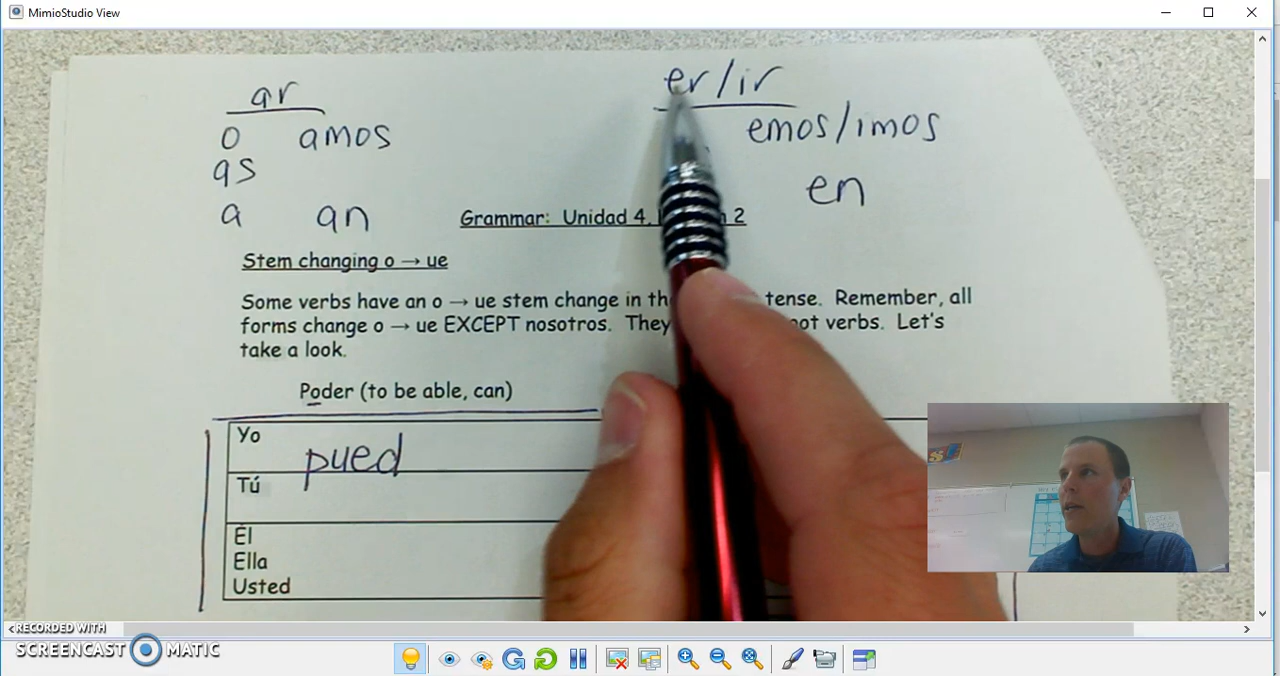 MimioStudio View
ar
er/ir
o amos
emos/imos
as
a an
en
Grammar: Unidad 4, 2
Stem changing o → ue
Some verbs have an o → ue stem change in tense. Remember, all
forms change o → ue EXCEPT nosotros. They verbs. Let's
take a look.
Poder (to be able, can)
Yo pued
Tú
Él
Ella
Usted
RECORDED WITH
SCREENCAST MATIC